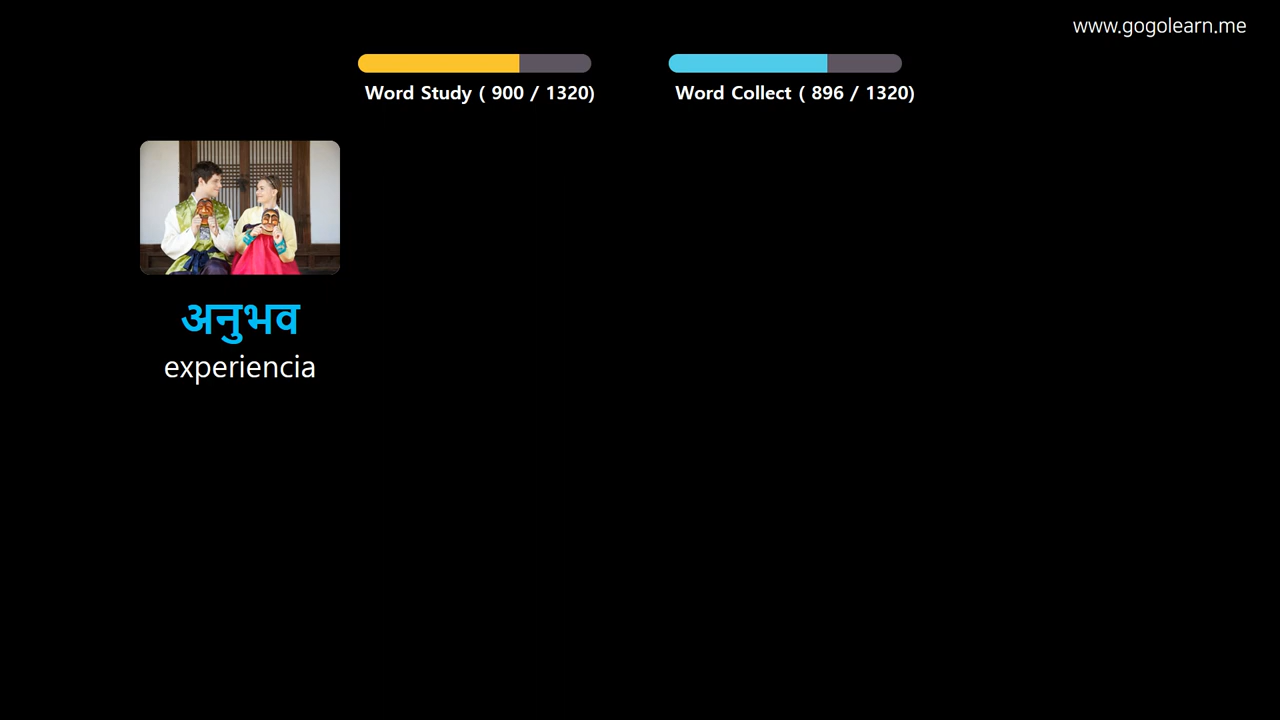 www.gogolearn.me
Word Study ( 900 / 1320)
Word Collect ( 896 / 1320)
अनुभव
experiencia